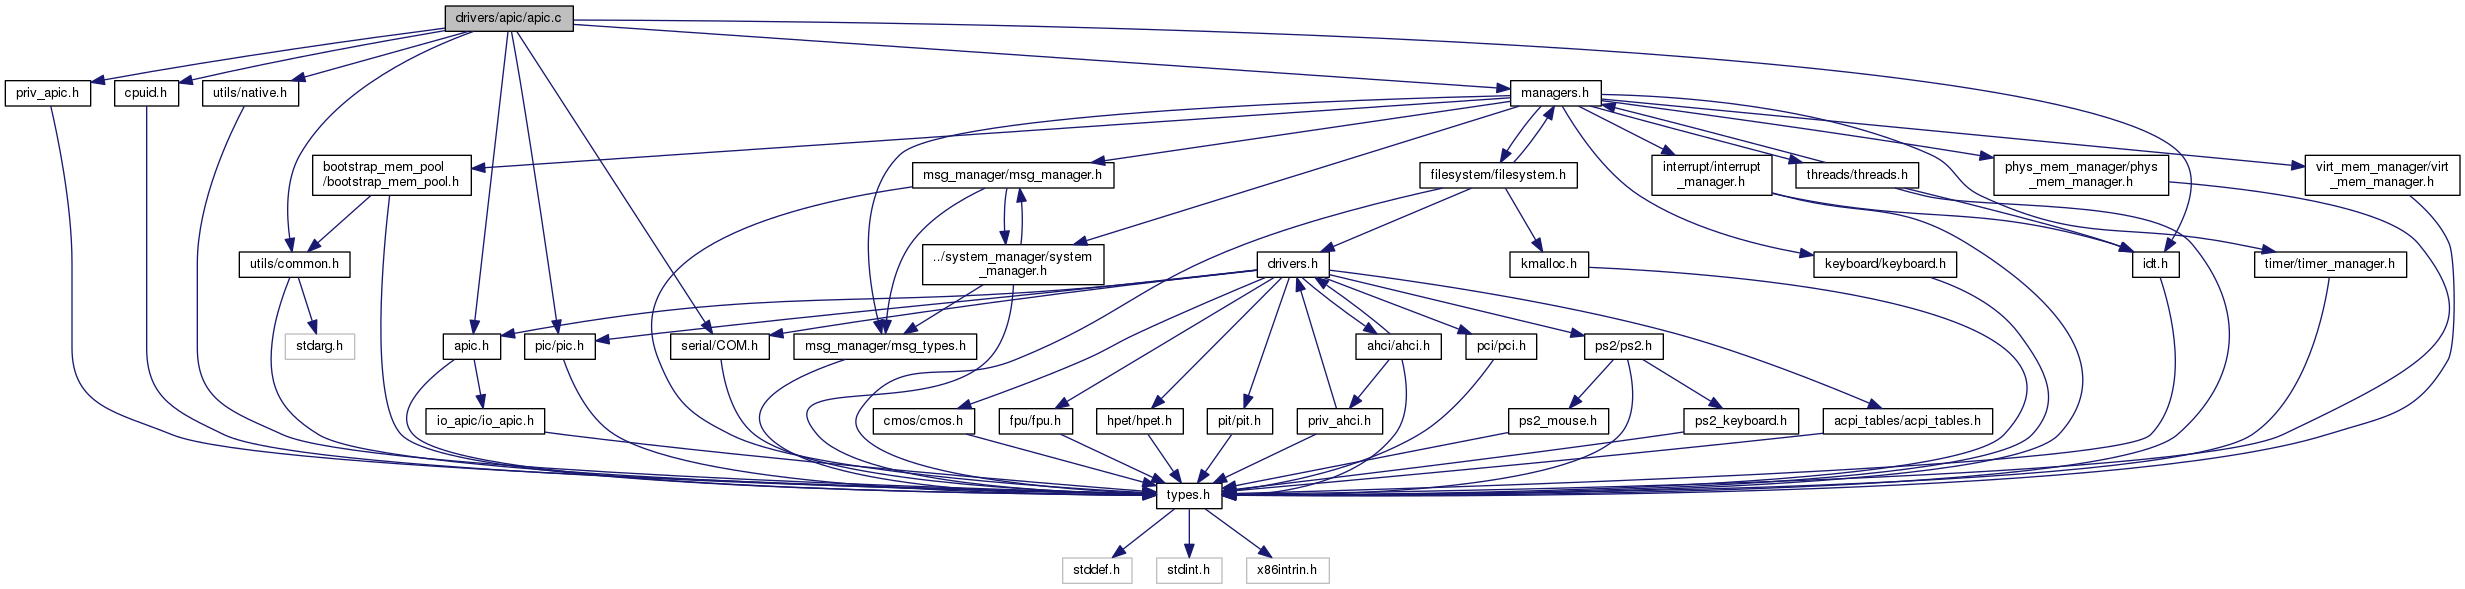 drivers/apic/apic.c
priv_apic.h
cpuid.h
utils/native.h
managers.h
bootstrap_mem_pool
/bootstrap_mem_pool.h
msg_manager/msg_manager.h
filesystem/filesystem.h
interrupt/interrupt
_manager.h
threads/threads.h
phys_mem_manager/phys
_mem_manager.h
virt_mem_manager/virt
_mem_manager.h
utils/common.h
../system_manager/system
_manager.h
drivers.h
kmalloc.h
keyboard/keyboard.h
idt.h
timer/timer_manager.h
stdarg.h
apic.h
pic/pic.h
serial/COM.h
msg_manager/msg_types.h
ahci/ahci.h
pci/pci.h
ps2/ps2.h
io_apic/io_apic.h
cmos/cmos.h
fpu/fpu.h
hpet/hpet.h
pit/pit.h
priv_ahci.h
ps2_mouse.h
ps2_keyboard.h
acpi_tables/acpi_tables.h
types.h
stddef.h
stdint.h
x86intrin.h